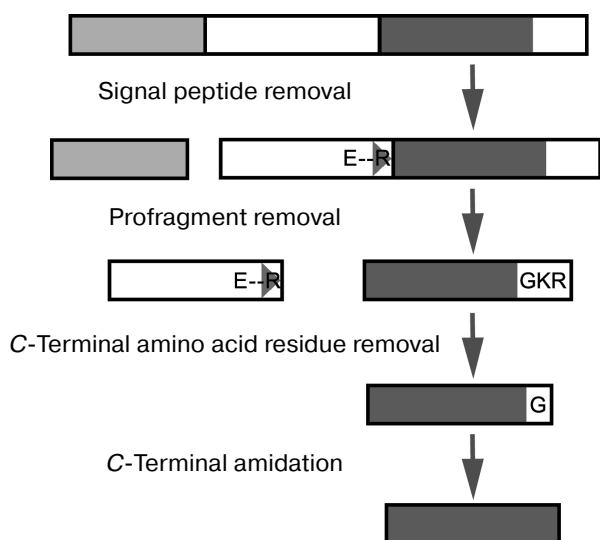 Signal peptide removal
E--R
Profragment removal
E--R
GKR
C-Terminal amino acid residue removal
G
C-Terminal amidation